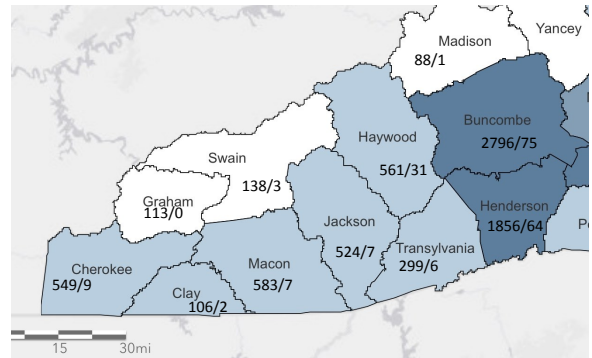 Madison
88/1
Yancey
Buncombe
2796/75
Haywood
561/31
Swain
138/3
Graham
113/0
Henderson
1856/64
Jackson
524/7
Transylvania
299/6
Cherokee
549/9
Macon
583/7
Clay
106/2
15 30mi